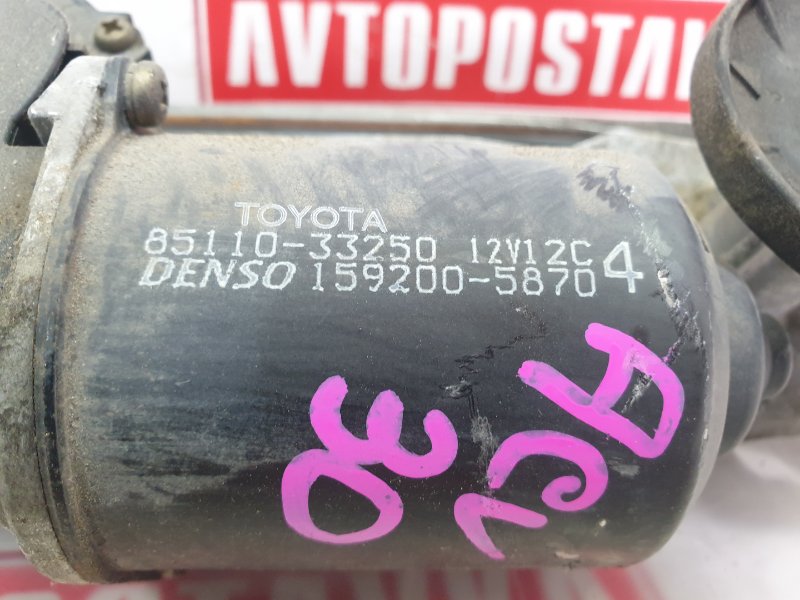 AVTOPOSTAV
TOYOTA
85110-33250 12V12C
DENSO 159200-5870 4
ACV
30